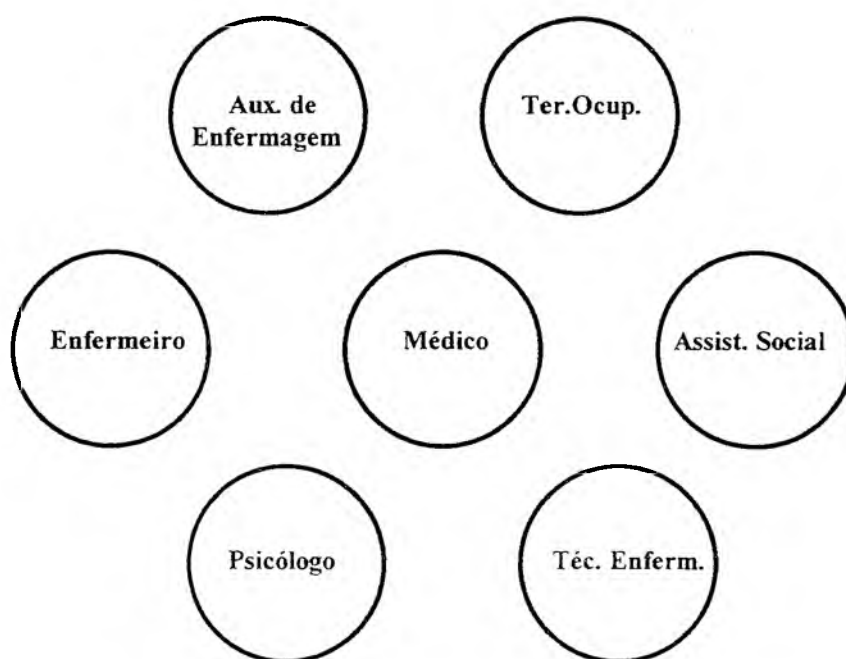 Aux. de
Enfermagem
Ter.Ocup.
Enfermeiro
Médico
Assist. Social
Psicólogo
Téc. Enferm.